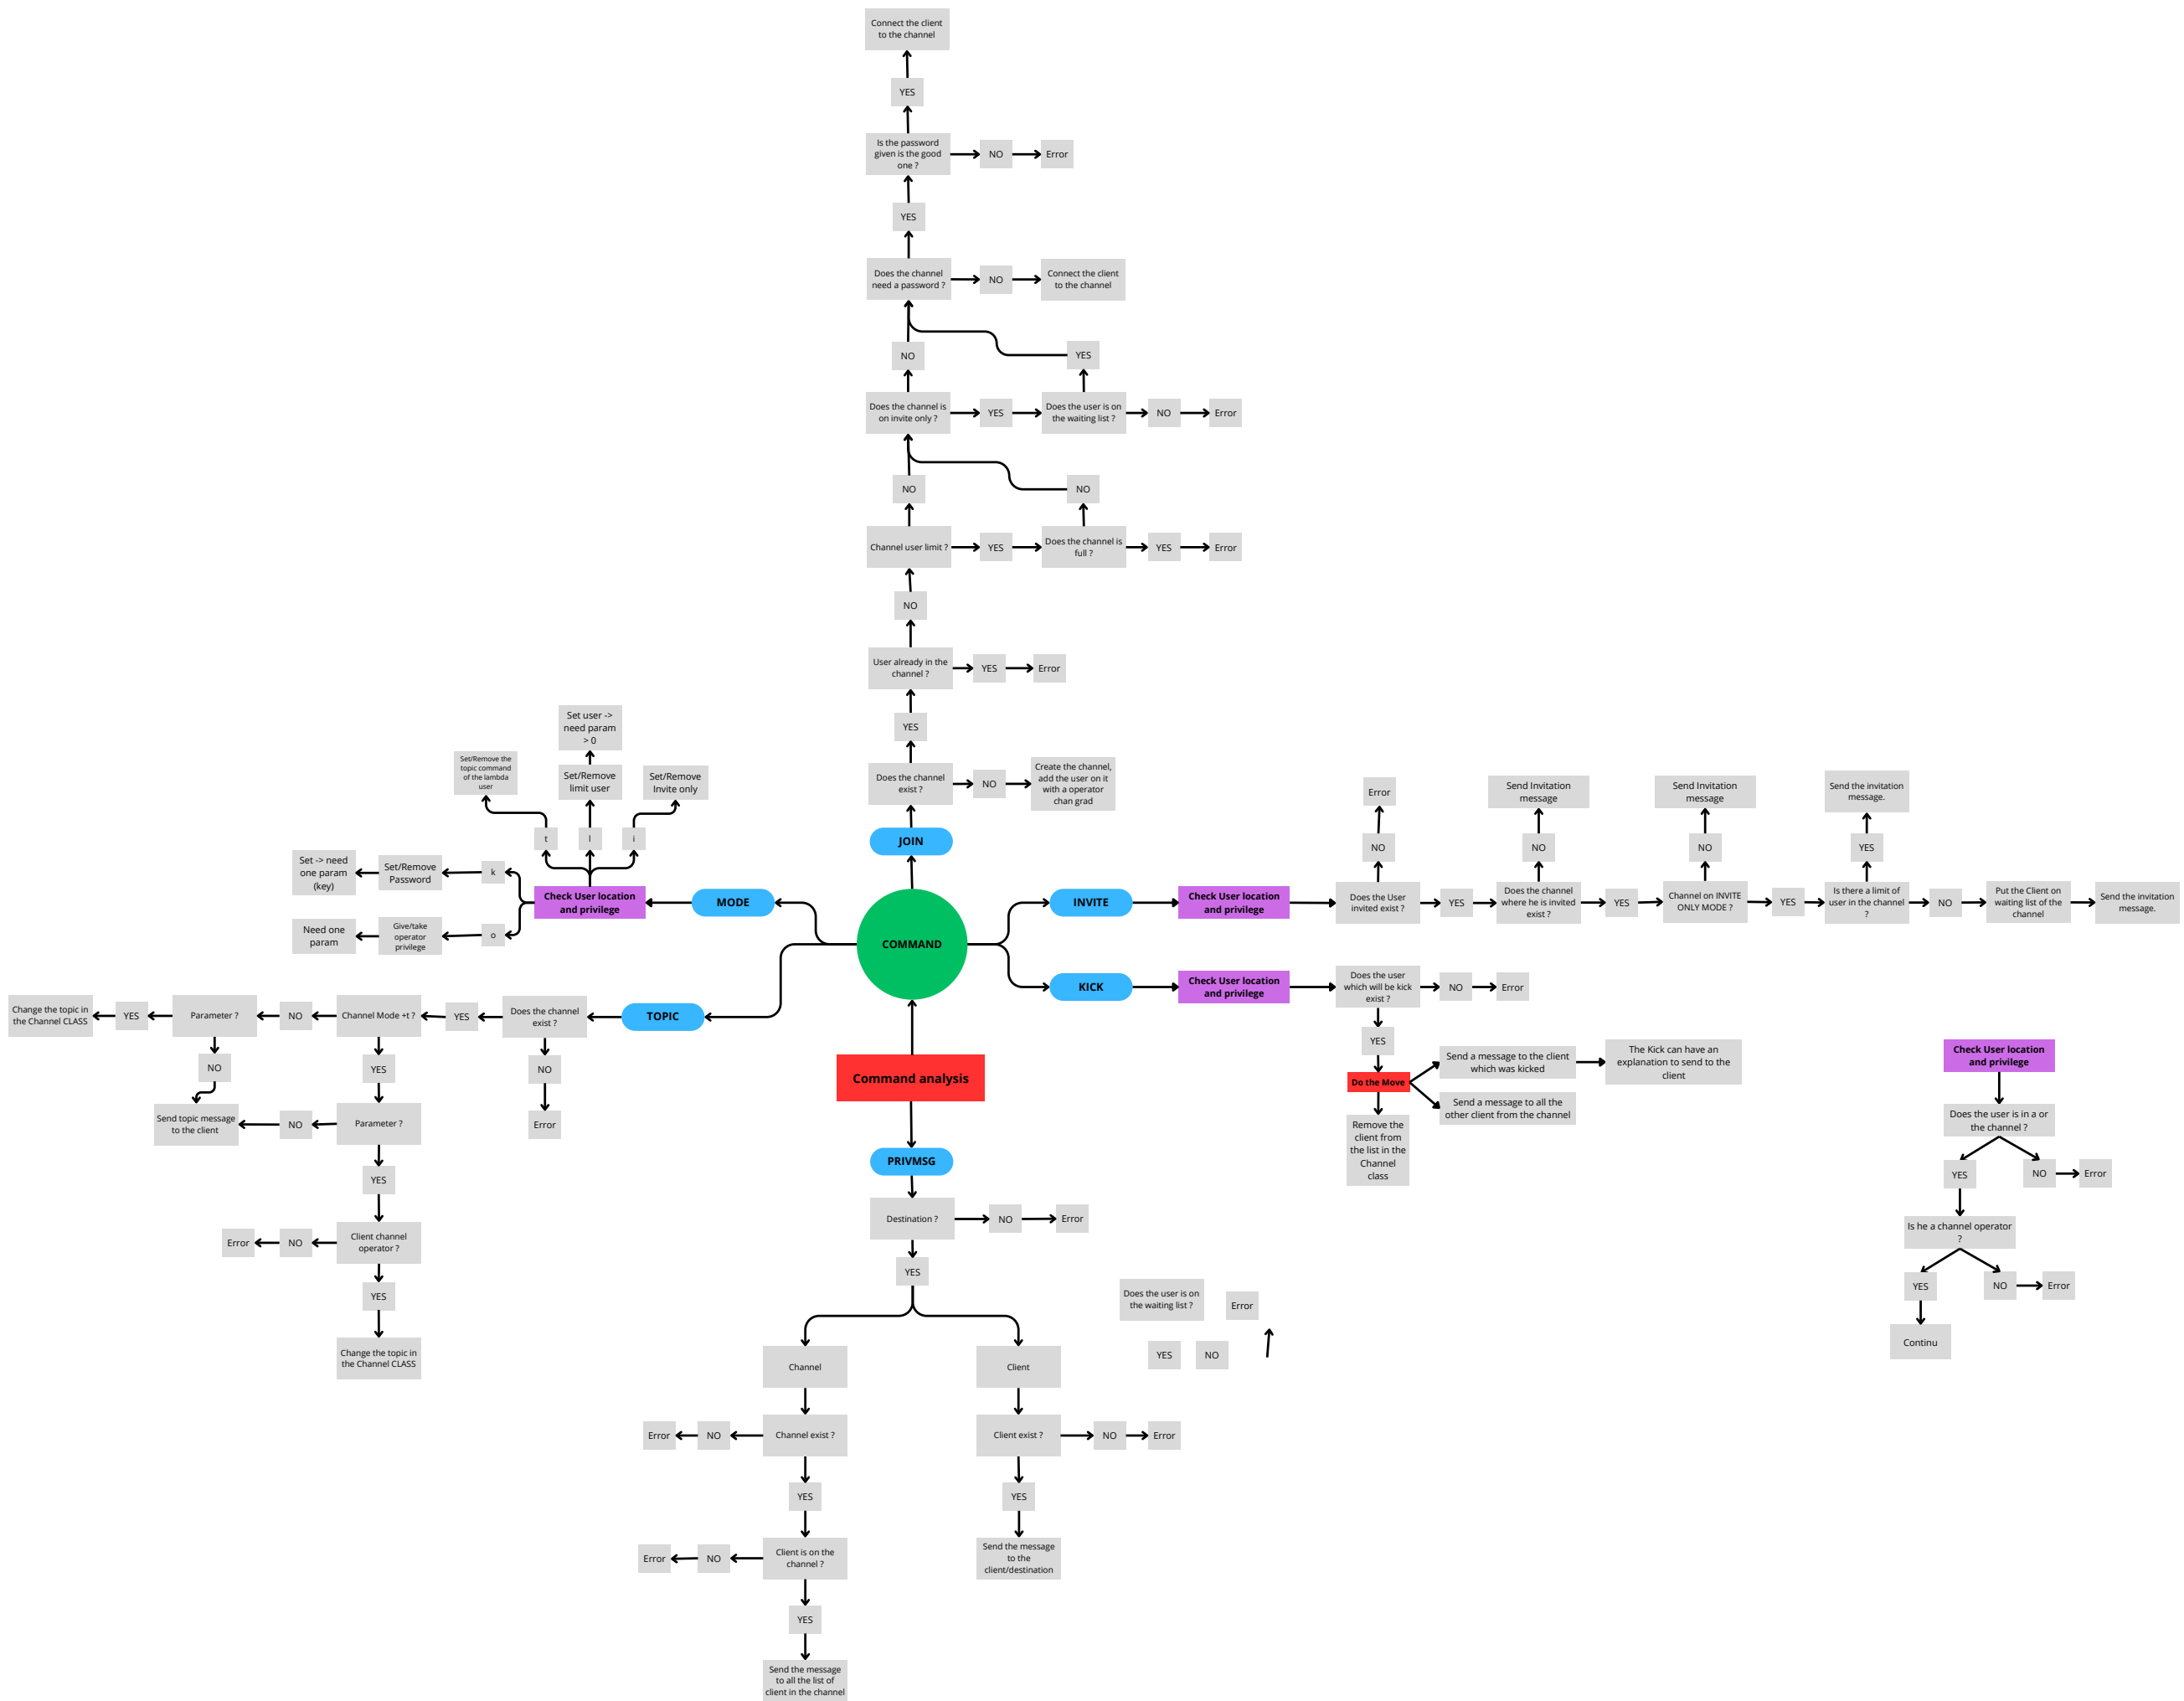 Connect the client
to the channel
YES
Is the password
given is the good
one ?
NO
Error
YES
Does the channel
need a password ?
NO
Connect the client
to the channel
NO
YES
Does the channel is
on invite only ?
YES
Does the user is on
the waiting list ?
NO
Error
NO
NO
Channel user limit ?
YES
Does the channel is
full ?
YES
Error
NO
User already in the
channel ?
YES
Error
YES
Does the channel
exist ?
NO
Create the channel,
add the user on it
with a operator
chan grad
JOIN
COMMAND
MODE
Check User location
and privilege
t
Set/Remove the
topic command
of the lambda
user
l
Set/Remove
limit user
Set user ->
need param
> 0
i
Set/Remove
Invite only
k
Set/Remove
Password
Set -> need
one param
(key)
o
Give/take
operator
privilege
Need one
param
INVITE
Check User location
and privilege
Does the User
invited exist ?
NO
Error
YES
Does the channel
where he is invited
exist ?
NO
Send Invitation
message
YES
Channel on INVITE
ONLY MODE ?
NO
Send Invitation
message
YES
Is there a limit of
user in the channel
?
YES
Send the invitation
message.
NO
Put the Client on
waiting list of the
channel
Send the invitation
message.
KICK
Check User location
and privilege
Does the user
which will be kick
exist ?
NO
Error
YES
Do the Move
Send a message to the client
which was kicked
The Kick can have an
explanation to send to the
client
Send a message to all the
other client from the channel
Remove the
client from
the list in the
Channel
class
TOPIC
Does the channel
exist ?
NO
Error
YES
Channel Mode +t ?
NO
Parameter ?
YES
Change the topic in
the Channel CLASS
NO
Send topic message
to the client
YES
Parameter ?
NO
YES
Client channel
operator ?
NO
Error
YES
Change the topic in
the Channel CLASS
Command analysis
PRIVMSG
Destination ?
NO
Error
YES
Channel
Channel exist ?
NO
Error
YES
Client is on the
channel ?
NO
Error
YES
Send the message
to all the list of
client in the channel
Client
Client exist ?
NO
Error
YES
Send the message
to the
client/destination
Does the user is on
the waiting list ?
Error
YES
NO
Check User location
and privilege
Does the user is in a or
the channel ?
YES
NO
Error
Is he a channel operator
?
YES
NO
Error
Continu